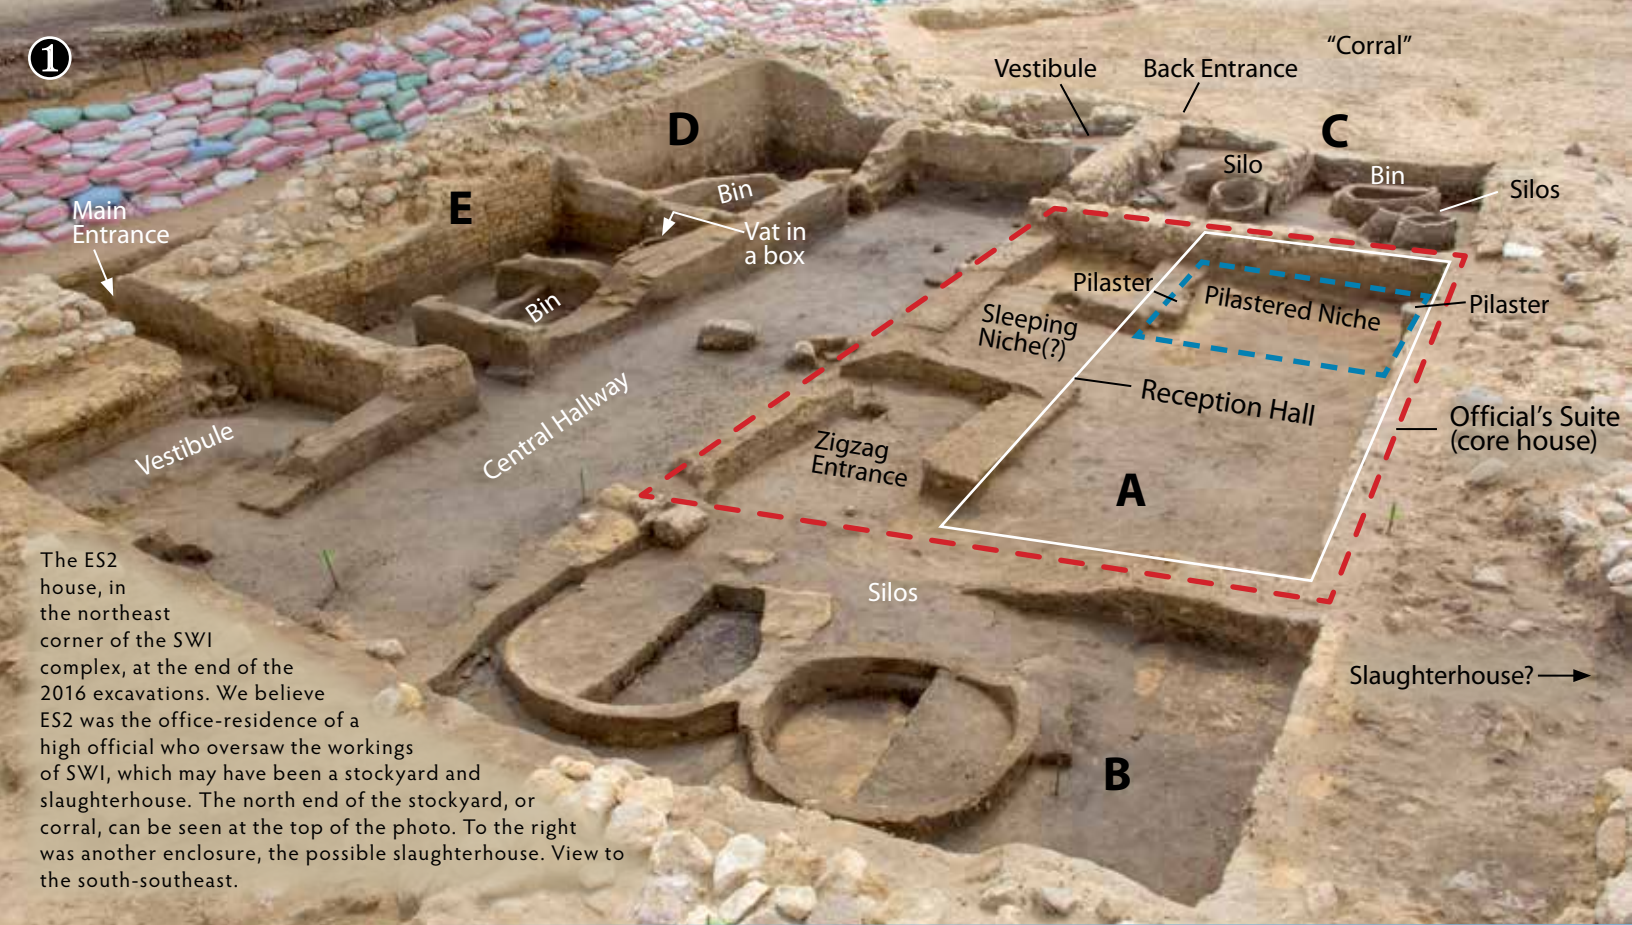 1
"Corral"
Vestibule
Back Entrance
C
D
Silo
Bin
Silos
Bin
E
Main
Entrance
Vat in
a box
Pilaster
Pilastered Niche
Pilaster
Bin
Sleeping
Niche(?)
Reception Hall
Official's Suite
(core house)
Central Hallway
Vestibule
Zigzag
Entrance
A
Silos
Slaughterhouse?
B
The ES2
house, in
the northeast
corner of the SWI
complex, at the end of the
2016 excavations. We believe
ES2 was the office-residence of a
high official who oversaw the workings
of SWI, which may have been a stockyard and
slaughterhouse. The north end of the stockyard, or
corral, can be seen at the top of the photo. To the right
was another enclosure, the possible slaughterhouse. View to
the south-southeast.